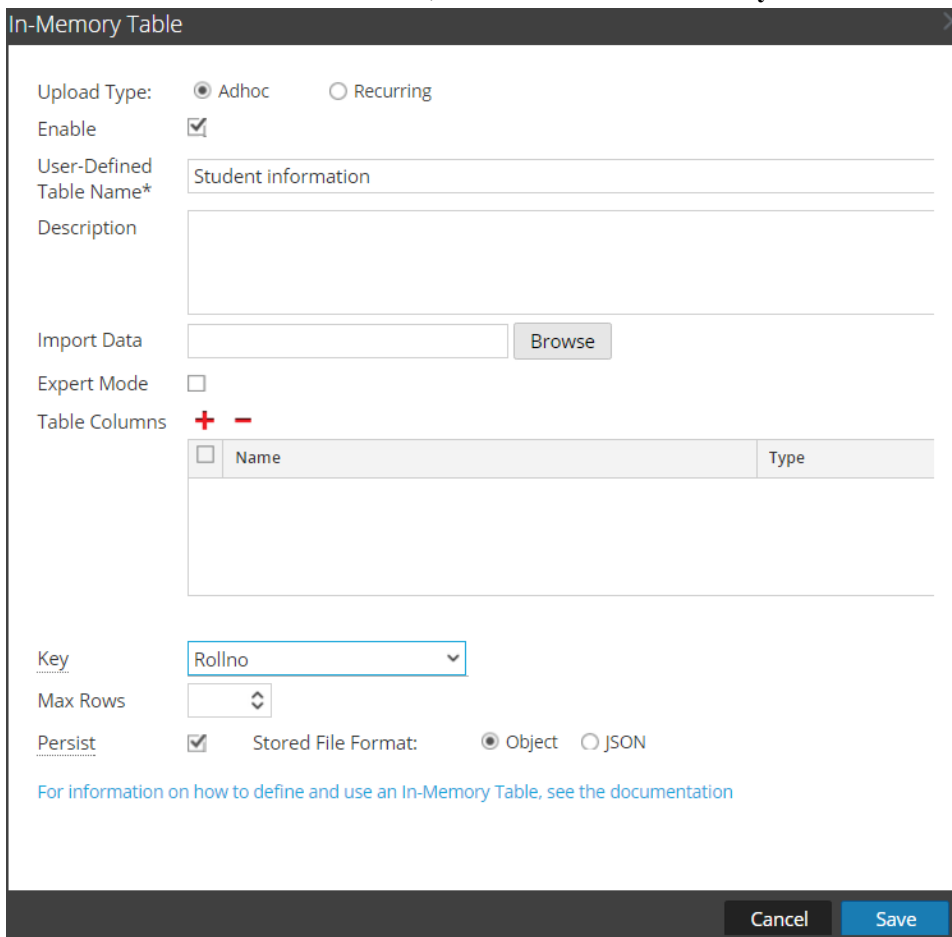 In-Memory Table
Upload Type: Adhoc Recurring
Enable
User-Defined
Table Name* Student information
Description
Import Data Browse
Expert Mode
Table Columns
Name Type
Key Rollno
Max Rows
Persist Stored File Format: Object JSON
For information on how to define and use an In-Memory Table, see the documentation
Cancel Save